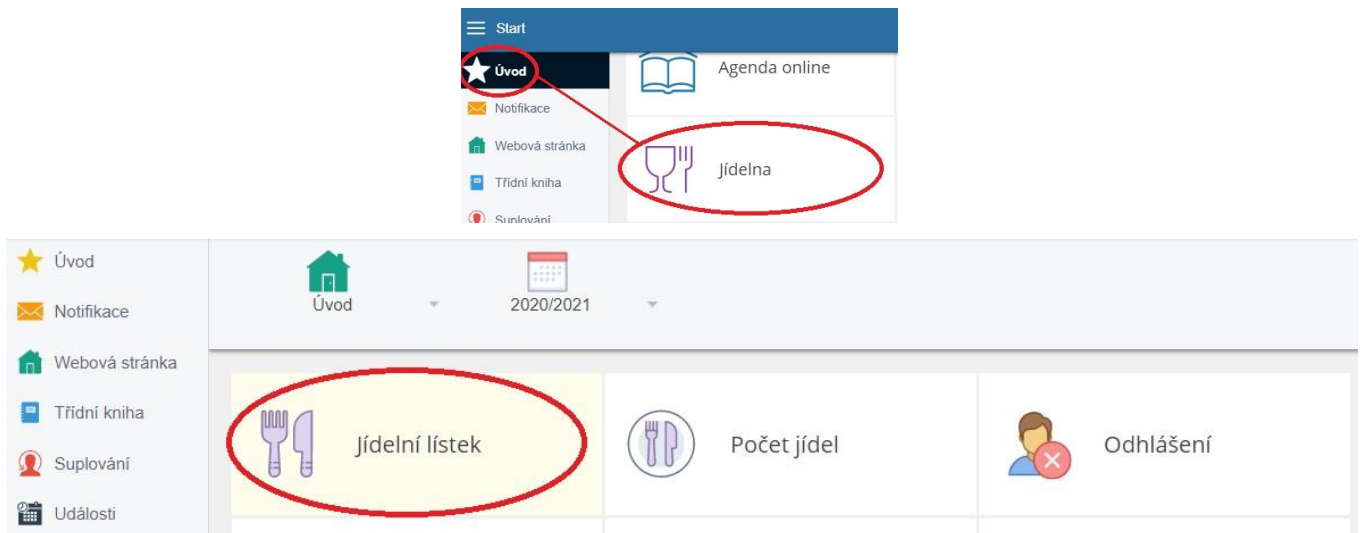 Start
Úvod
Agenda online
Notifikace
Webová stránka
Jídelna
Třídní kniha
Suplování
Úvod
Notifikace
Webová stránka
Třídní kniha
Suplování
Události
Úvod
2020/2021
Jídelní lístek
Počet jídel
Odhlášení